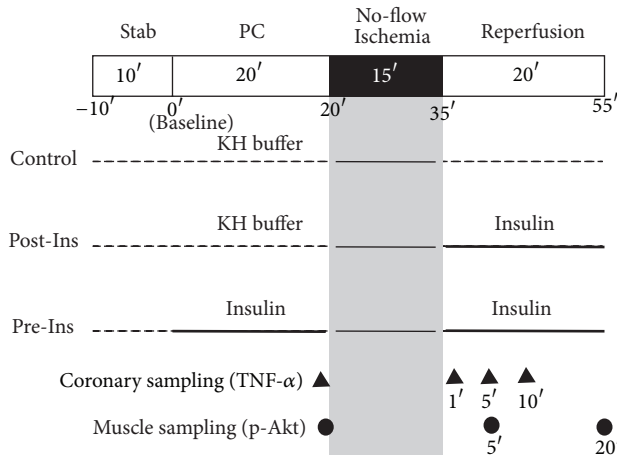 Stab PC No-flow Ischemia Reperfusion
10′ 20′ 15′ 20′
−10′ 0′ 20′ 35′ 55′
(Baseline)
KH buffer
Control
KH buffer Insulin
Post-Ins
Insulin Insulin
Pre-Ins
Coronary sampling (TNF-α)
1′ 5′ 10′
Muscle sampling (p-Akt)
5′ 20′